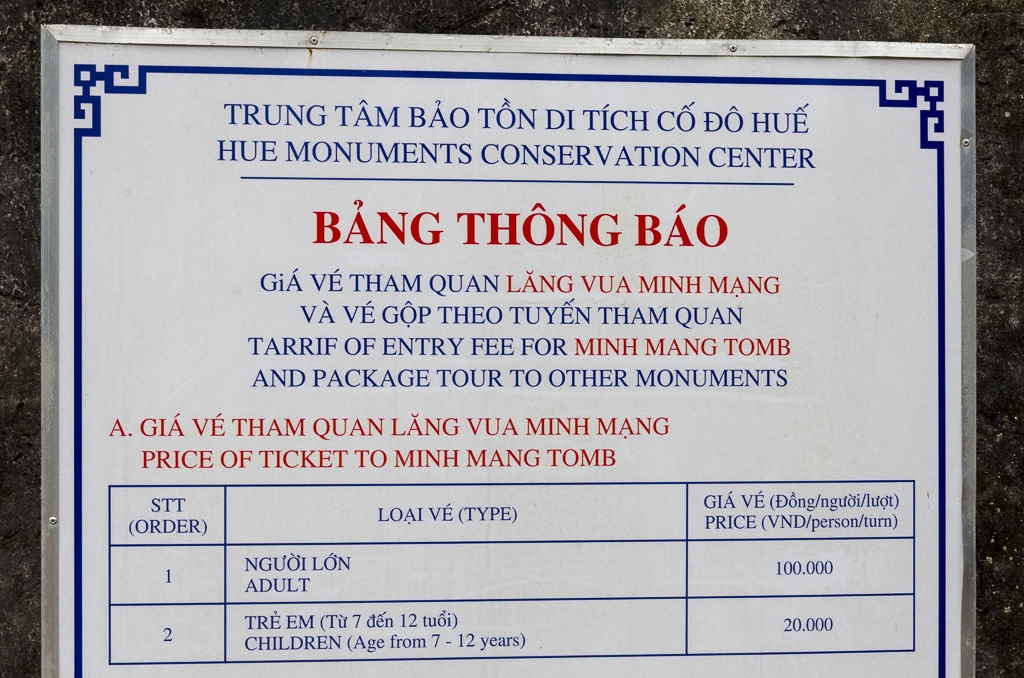 TRUNG TÂM BẢO TỒN DI TÍCH CỐ ĐÔ HUẾ
HUE MONUMENTS CONSERVATION CENTER
BẢNG THÔNG BÁO
GiÁ VÉ THAM QUAN LĂNG VUA MINH MẠNG
VÀ VÉ GỘP THEO TUYẾN THAM QUAN
TARRIF OF ENTRY FEE FOR MINH MANG TOMB
AND PACKAGE TOUR TO OTHER MONUMENTS
A. GIÁ VÉ THAM QUAN LĂNG VUA MINH MẠNG
PRICE OF TICKET TO MINH MANG TOMB
STT
(ORDER)
LOẠI VÉ (TYPE)
GIÁ VÉ (Đồng/người/lượt)
PRICE (VND/person/turn)
1
NGƯỜI LỚN
ADULT
100.000
2
TRẺ EM (Từ 7 đến 12 tuổi)
CHILDREN (Age from 7 - 12 years)
20.000